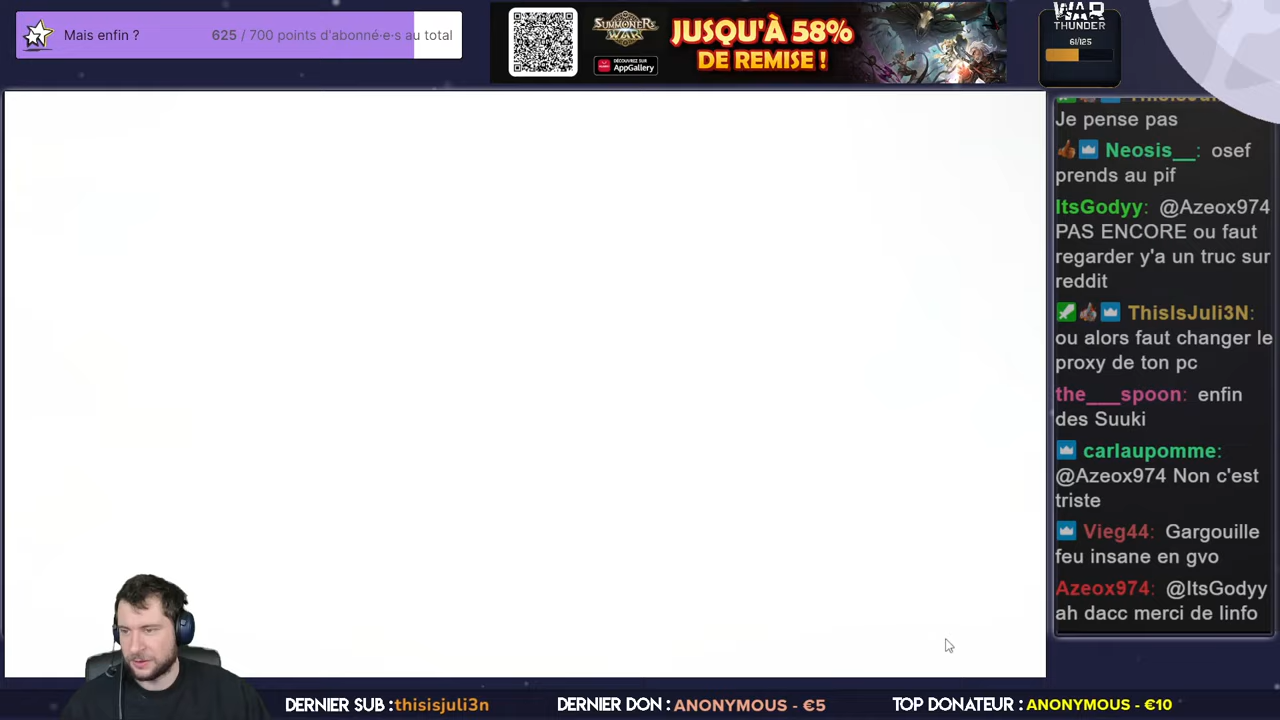 Mais enfin ? 625 / 700 points d'abonné·e·s au total
SUMMONERS WAR
DÉCOUVREZ SUR
AppGallery
JUSQU'À 58%
DE REMISE !
WAR
THUNDER
61/125
Je pense pas
Neosis__: osef
prends au pif
ItsGodyy: @Azeox974
PAS ENCORE ou faut
regarder y'a un truc sur
reddit
ThisIsJuli3N:
ou alors faut changer le
proxy de ton pc
the___spoon: enfin
des Suuki
carlaupomme:
@Azeox974 Non c'est
triste
Vieg44: Gargouille
feu insane en gvo
Azeox974: @ItsGodyy
ah dacc merci de linfo
DERNIER SUB : thisisjuli3n DERNIER DON : ANONYMOUS - €5 TOP DONATEUR : ANONYMOUS - €10